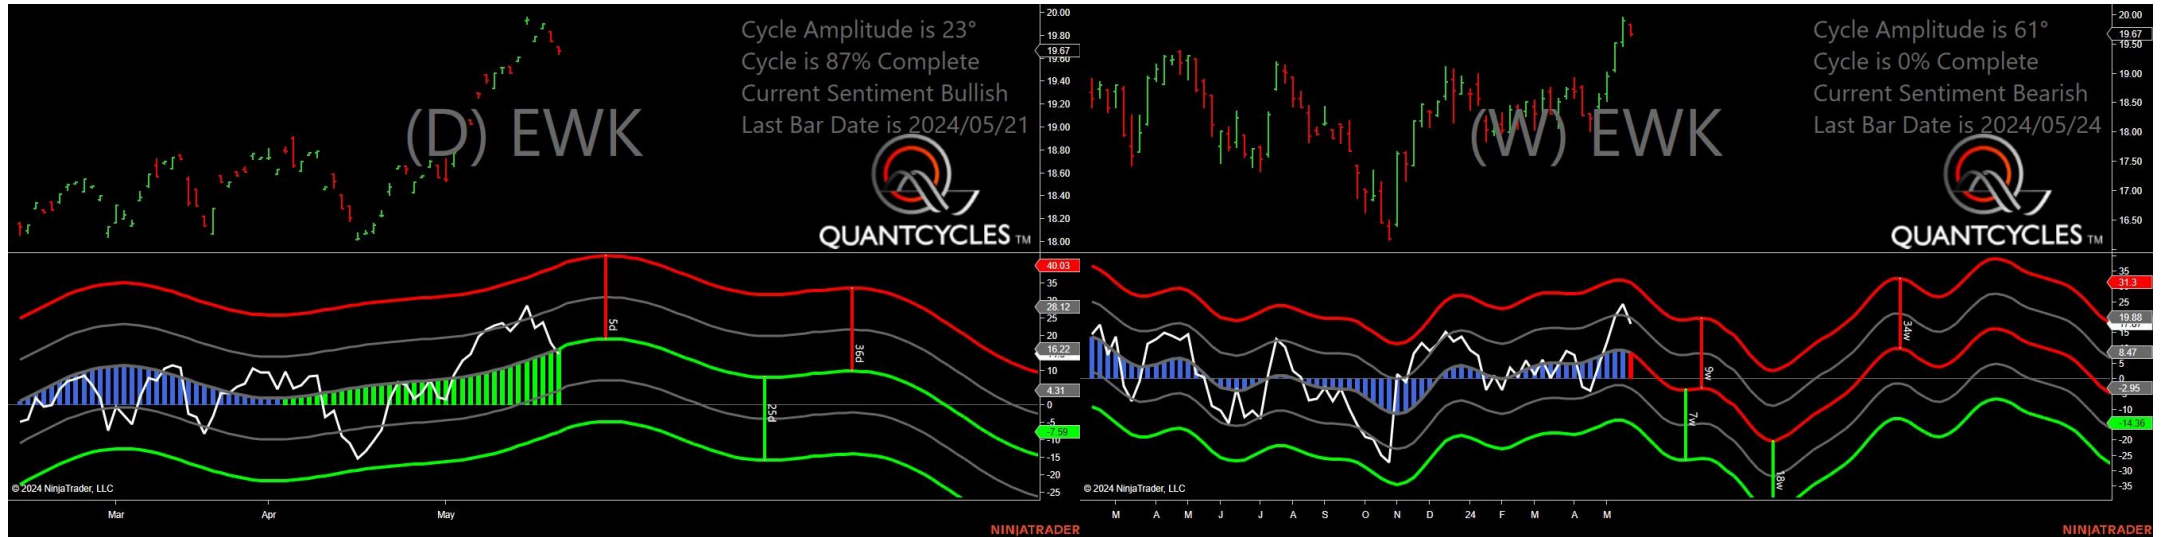 Cycle Amplitude is 23°
Cycle is 87% Complete
Current Sentiment Bullish
Last Bar Date is 2024/05/21
(D) EWK
QUANTCYCLES TM
20.00
19.80
19.67
19.60
19.40
19.20
19.00
18.80
18.60
18.40
18.20
18.00
40.03
35
28.12
25
20
16.22
10
4.31
0
-5
-7.59
-10
-15
-20
-25
5d
36d
25d
© 2024 NinjaTrader, LLC
Mar Apr May
NINJATRADER
Cycle Amplitude is 61°
Cycle is 0% Complete
Current Sentiment Bearish
Last Bar Date is 2024/05/24
(W) EWK
QUANTCYCLES TM
20.00
19.67
19.50
19.00
18.50
18.00
17.50
17.00
16.50
35
31.3
25
19.88
15
8.47
0
-2.95
-10
-14.36
-20
-25
-30
-35
34w
9w
7w
18w
© 2024 NinjaTrader, LLC
M A M J J A S O N D 24 F M A M
NINJATRADER